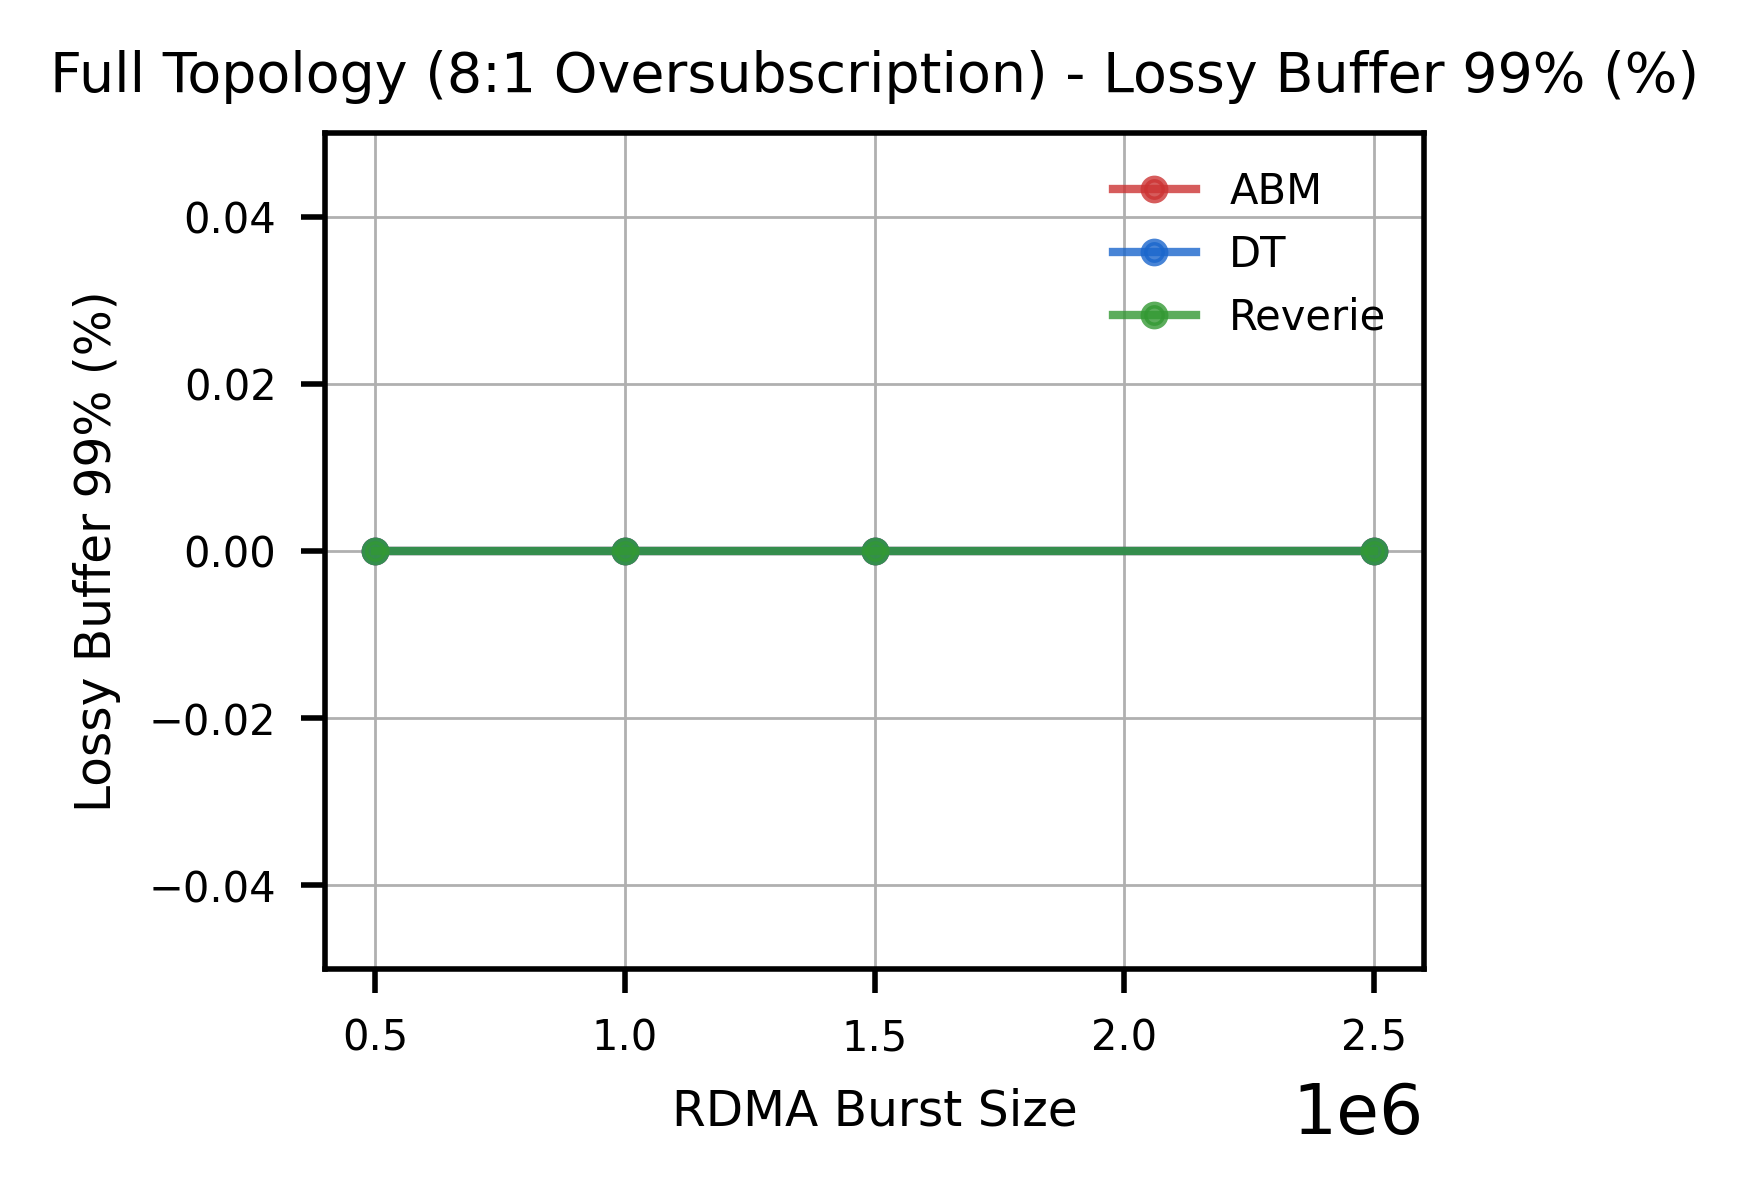 Full Topology (8:1 Oversubscription) - Lossy Buffer 99% (%)
ABM
DT
Reverie
Lossy Buffer 99% (%)
0.04
0.02
0.00
−0.02
−0.04
0.5 1.0 1.5 2.0 2.5
RDMA Burst Size
1e6